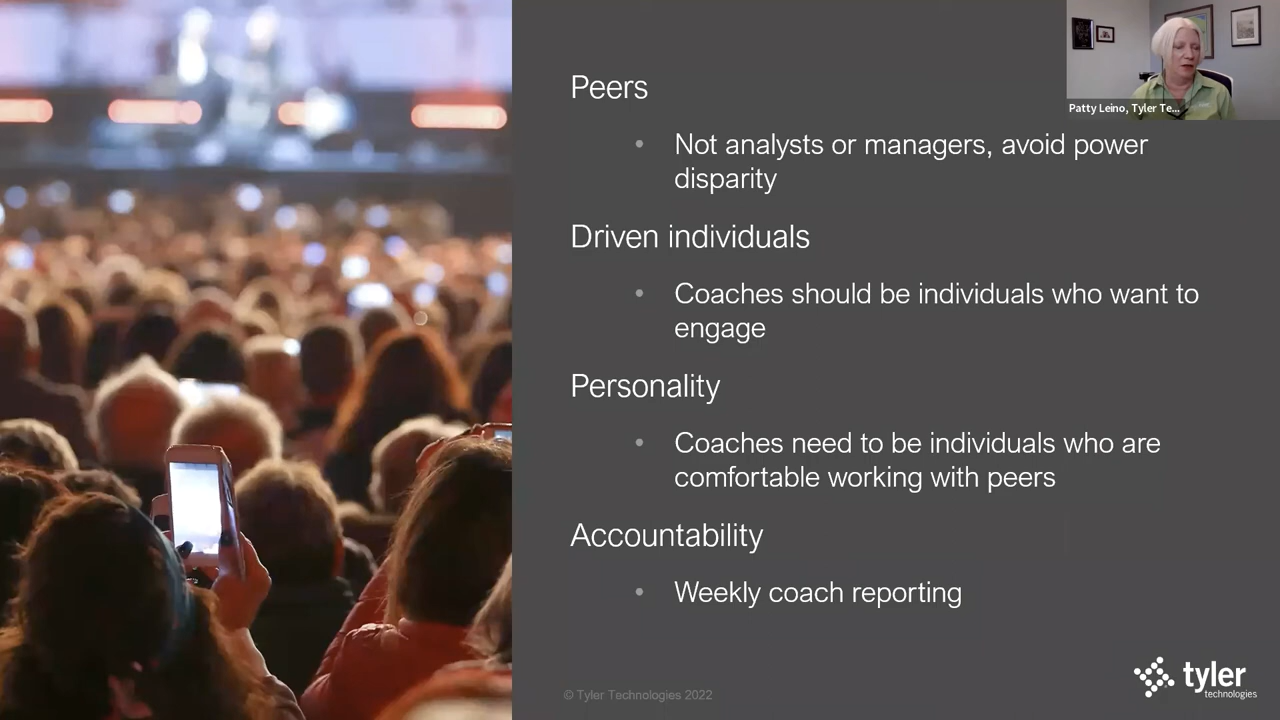 Peers
Patty Leino, Tyler Te...
• Not analysts or managers, avoid power
disparity
Driven individuals
• Coaches should be individuals who want to
engage
Personality
• Coaches need to be individuals who are
comfortable working with peers
Accountability
• Weekly coach reporting
© Tyler Technologies 2022
tyler
technologies